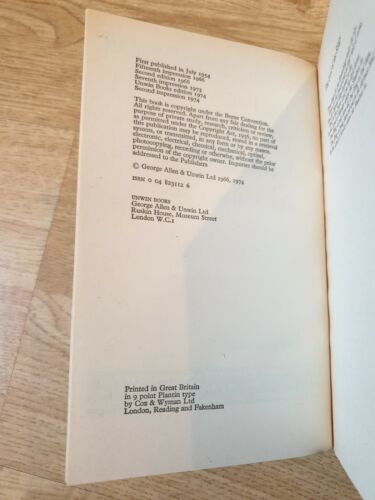 First published in July 1954
Fifteenth impression 1966
Second edition 1966
Seventh impression 1973
Unwin Books edition 1974
Second impression 1974
This book is copyright under the Berne Convention.
All rights reserved. Apart from any fair dealing for the
purpose of private study, research, criticism or review,
as permitted under the Copyright Act, 1956, no part of
this publication may be reproduced, stored in a retrieval
system, or transmitted, in any form or by any means,
electronic, electrical, chemical, mechanical, optical,
photocopying, recording or otherwise, without the prior
permission of the copyright owner. Enquiries should be
addressed to the Publishers
© George Allen & Unwin Ltd 1966, 1974
ISBN 0 04 823112 6
UNWIN BOOKS
George Allen & Unwin Ltd
Ruskin House, Museum Street
London W.C.1
Printed in Great Britain
in 9 point Plantin type
by Cox & Wyman Ltd
London, Reading and Fakenham